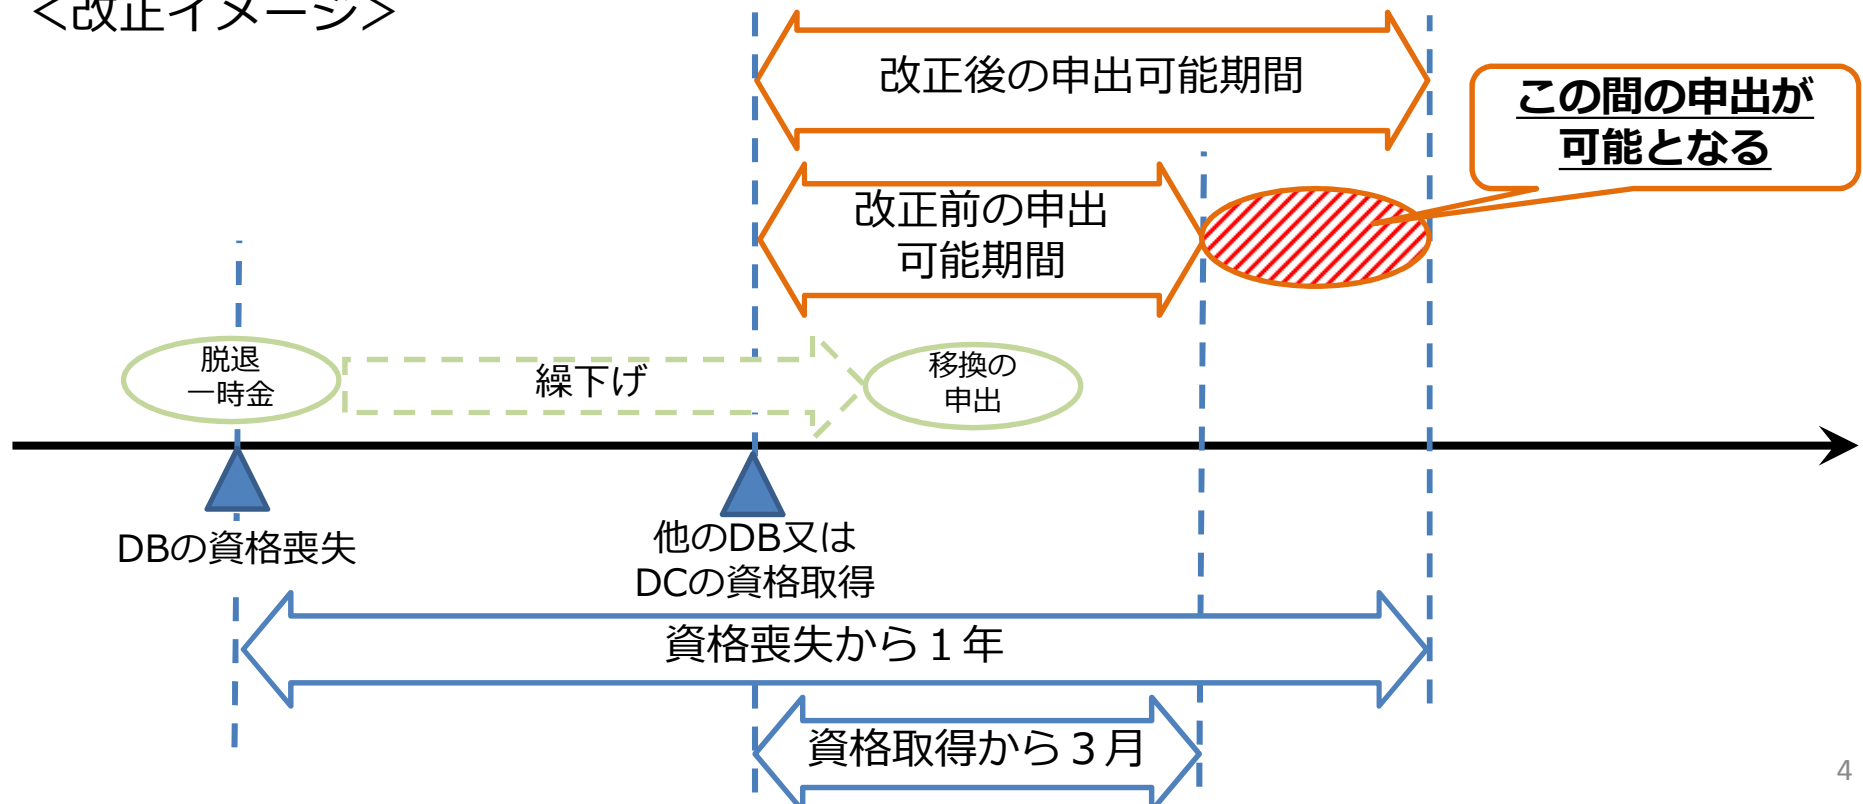 ＜改正イメージ＞
改正後の申出可能期間
この間の申出が
可能となる
改正前の申出
可能期間
脱退
一時金
繰下げ
移換の
申出
DBの資格喪失
他のDB又は
DCの資格取得
資格喪失から１年
資格取得から３月
4